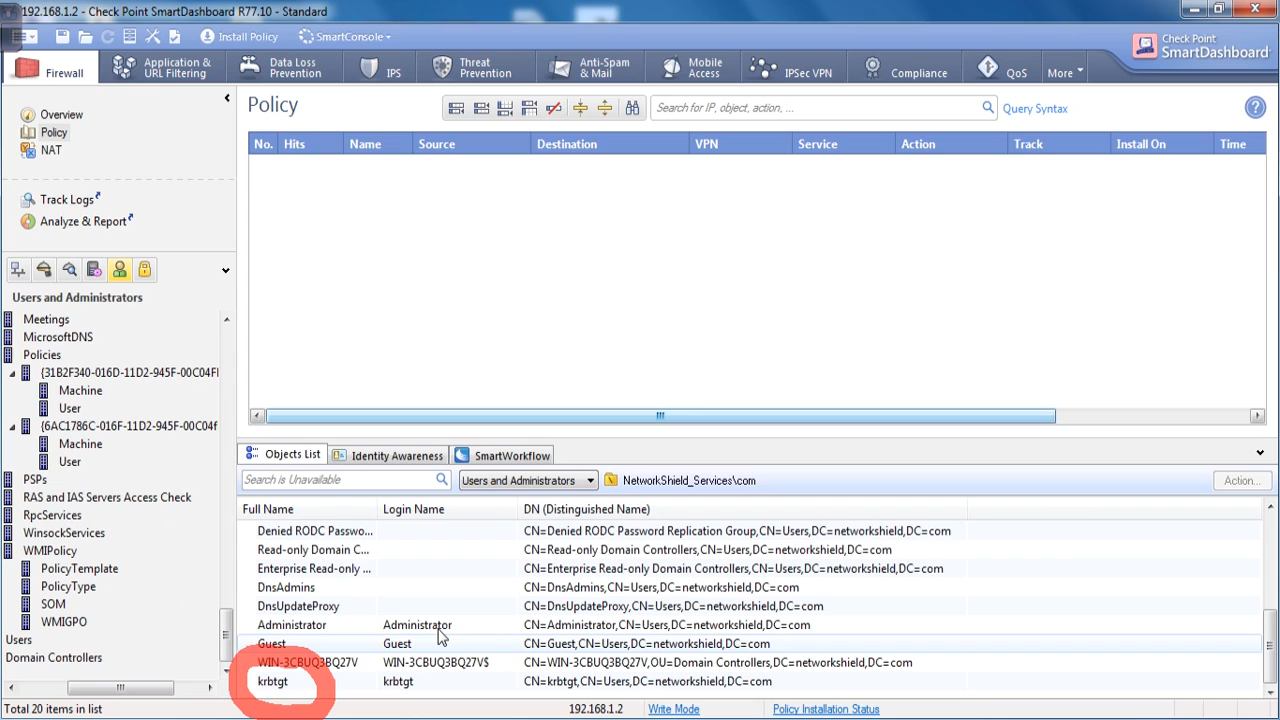 192.168.1.2 - Check Point SmartDashboard R77.10 - Standard
Install Policy SmartConsole
Check Point SmartDashboard
Firewall Application & URL Filtering Data Loss Prevention IPS Threat Prevention Anti-Spam & Mail Mobile Access IPSec VPN Compliance QoS More
Overview
Policy
NAT
Track Logs
Analyze & Report
Policy Search for IP, object, action, ... Query Syntax
No. Hits Name Source Destination VPN Service Action Track Install On Time
Users and Administrators
Meetings
MicrosoftDNS
Policies
{31B2F340-016D-11D2-945F-00C04FI
Machine
User
{6AC1786C-016F-11D2-945F-00C04f
Machine
User
PSPs
RAS and IAS Servers Access Check
RpcServices
WinsockServices
WMIPolicy
PolicyTemplate
PolicyType
SOM
WMIGPO
Users
Domain Controllers
Objects List Identity Awareness SmartWorkflow
Search is Unavailable Users and Administrators NetworkShield_Services\com Action...
Full Name Login Name DN (Distinguished Name)
Denied RODC Passwo... CN=Denied RODC Password Replication Group,CN=Users,DC=networkshield,DC=com
Read-only Domain C... CN=Read-only Domain Controllers,CN=Users,DC=networkshield,DC=com
Enterprise Read-only ... CN=Enterprise Read-only Domain Controllers,CN=Users,DC=networkshield,DC=com
DnsAdmins CN=DnsAdmins,CN=Users,DC=networkshield,DC=com
DnsUpdateProxy CN=DnsUpdateProxy,CN=Users,DC=networkshield,DC=com
Administrator Administrator CN=Administrator,CN=Users,DC=networkshield,DC=com
Guest Guest CN=Guest,CN=Users,DC=networkshield,DC=com
WIN-3CBUQ3BQ27V WIN-3CBUQ3BQ27V$ CN=WIN-3CBUQ3BQ27V,OU=Domain Controllers,DC=networkshield,DC=com
krbtgt krbtgt CN=krbtgt,CN=Users,DC=networkshield,DC=com
Total 20 items in list 192.168.1.2 Write Mode Policy Installation Status